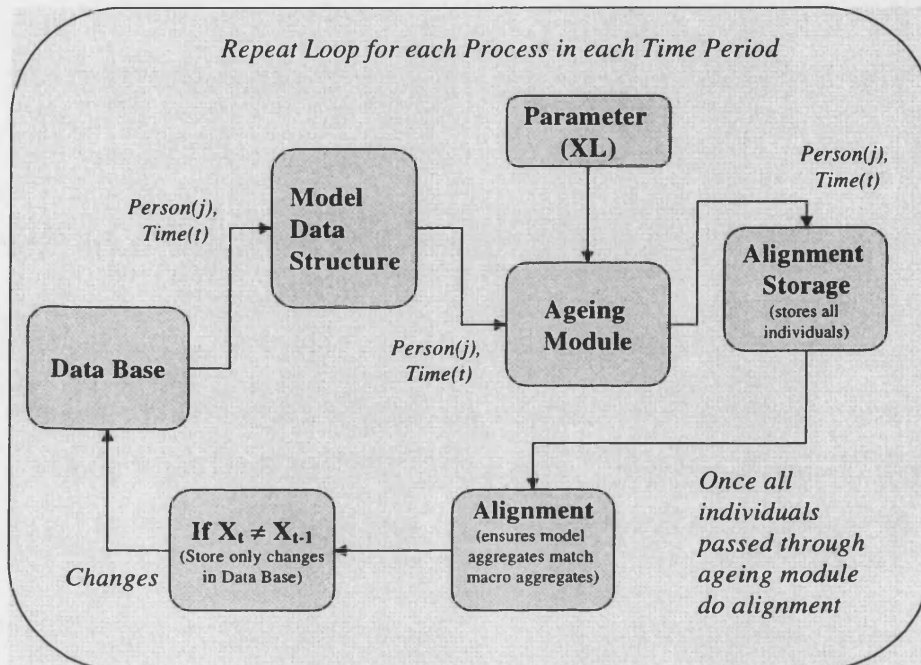 Repeat Loop for each Process in each Time Period
Parameter
(XL)
Person(j),
Time(t)
Model
Data
Structure
Person(j),
Time(t)
Alignment
Storage
(stores all
individuals)
Ageing
Module
Person(j),
Time(t)
Data Base
Once all
individuals
passed through
ageing module
do alignment
Alignment
(ensures model
aggregates match
macro aggregates)
If Xₜ ≠ Xₜ₋₁
(Store only changes
in Data Base)
Changes